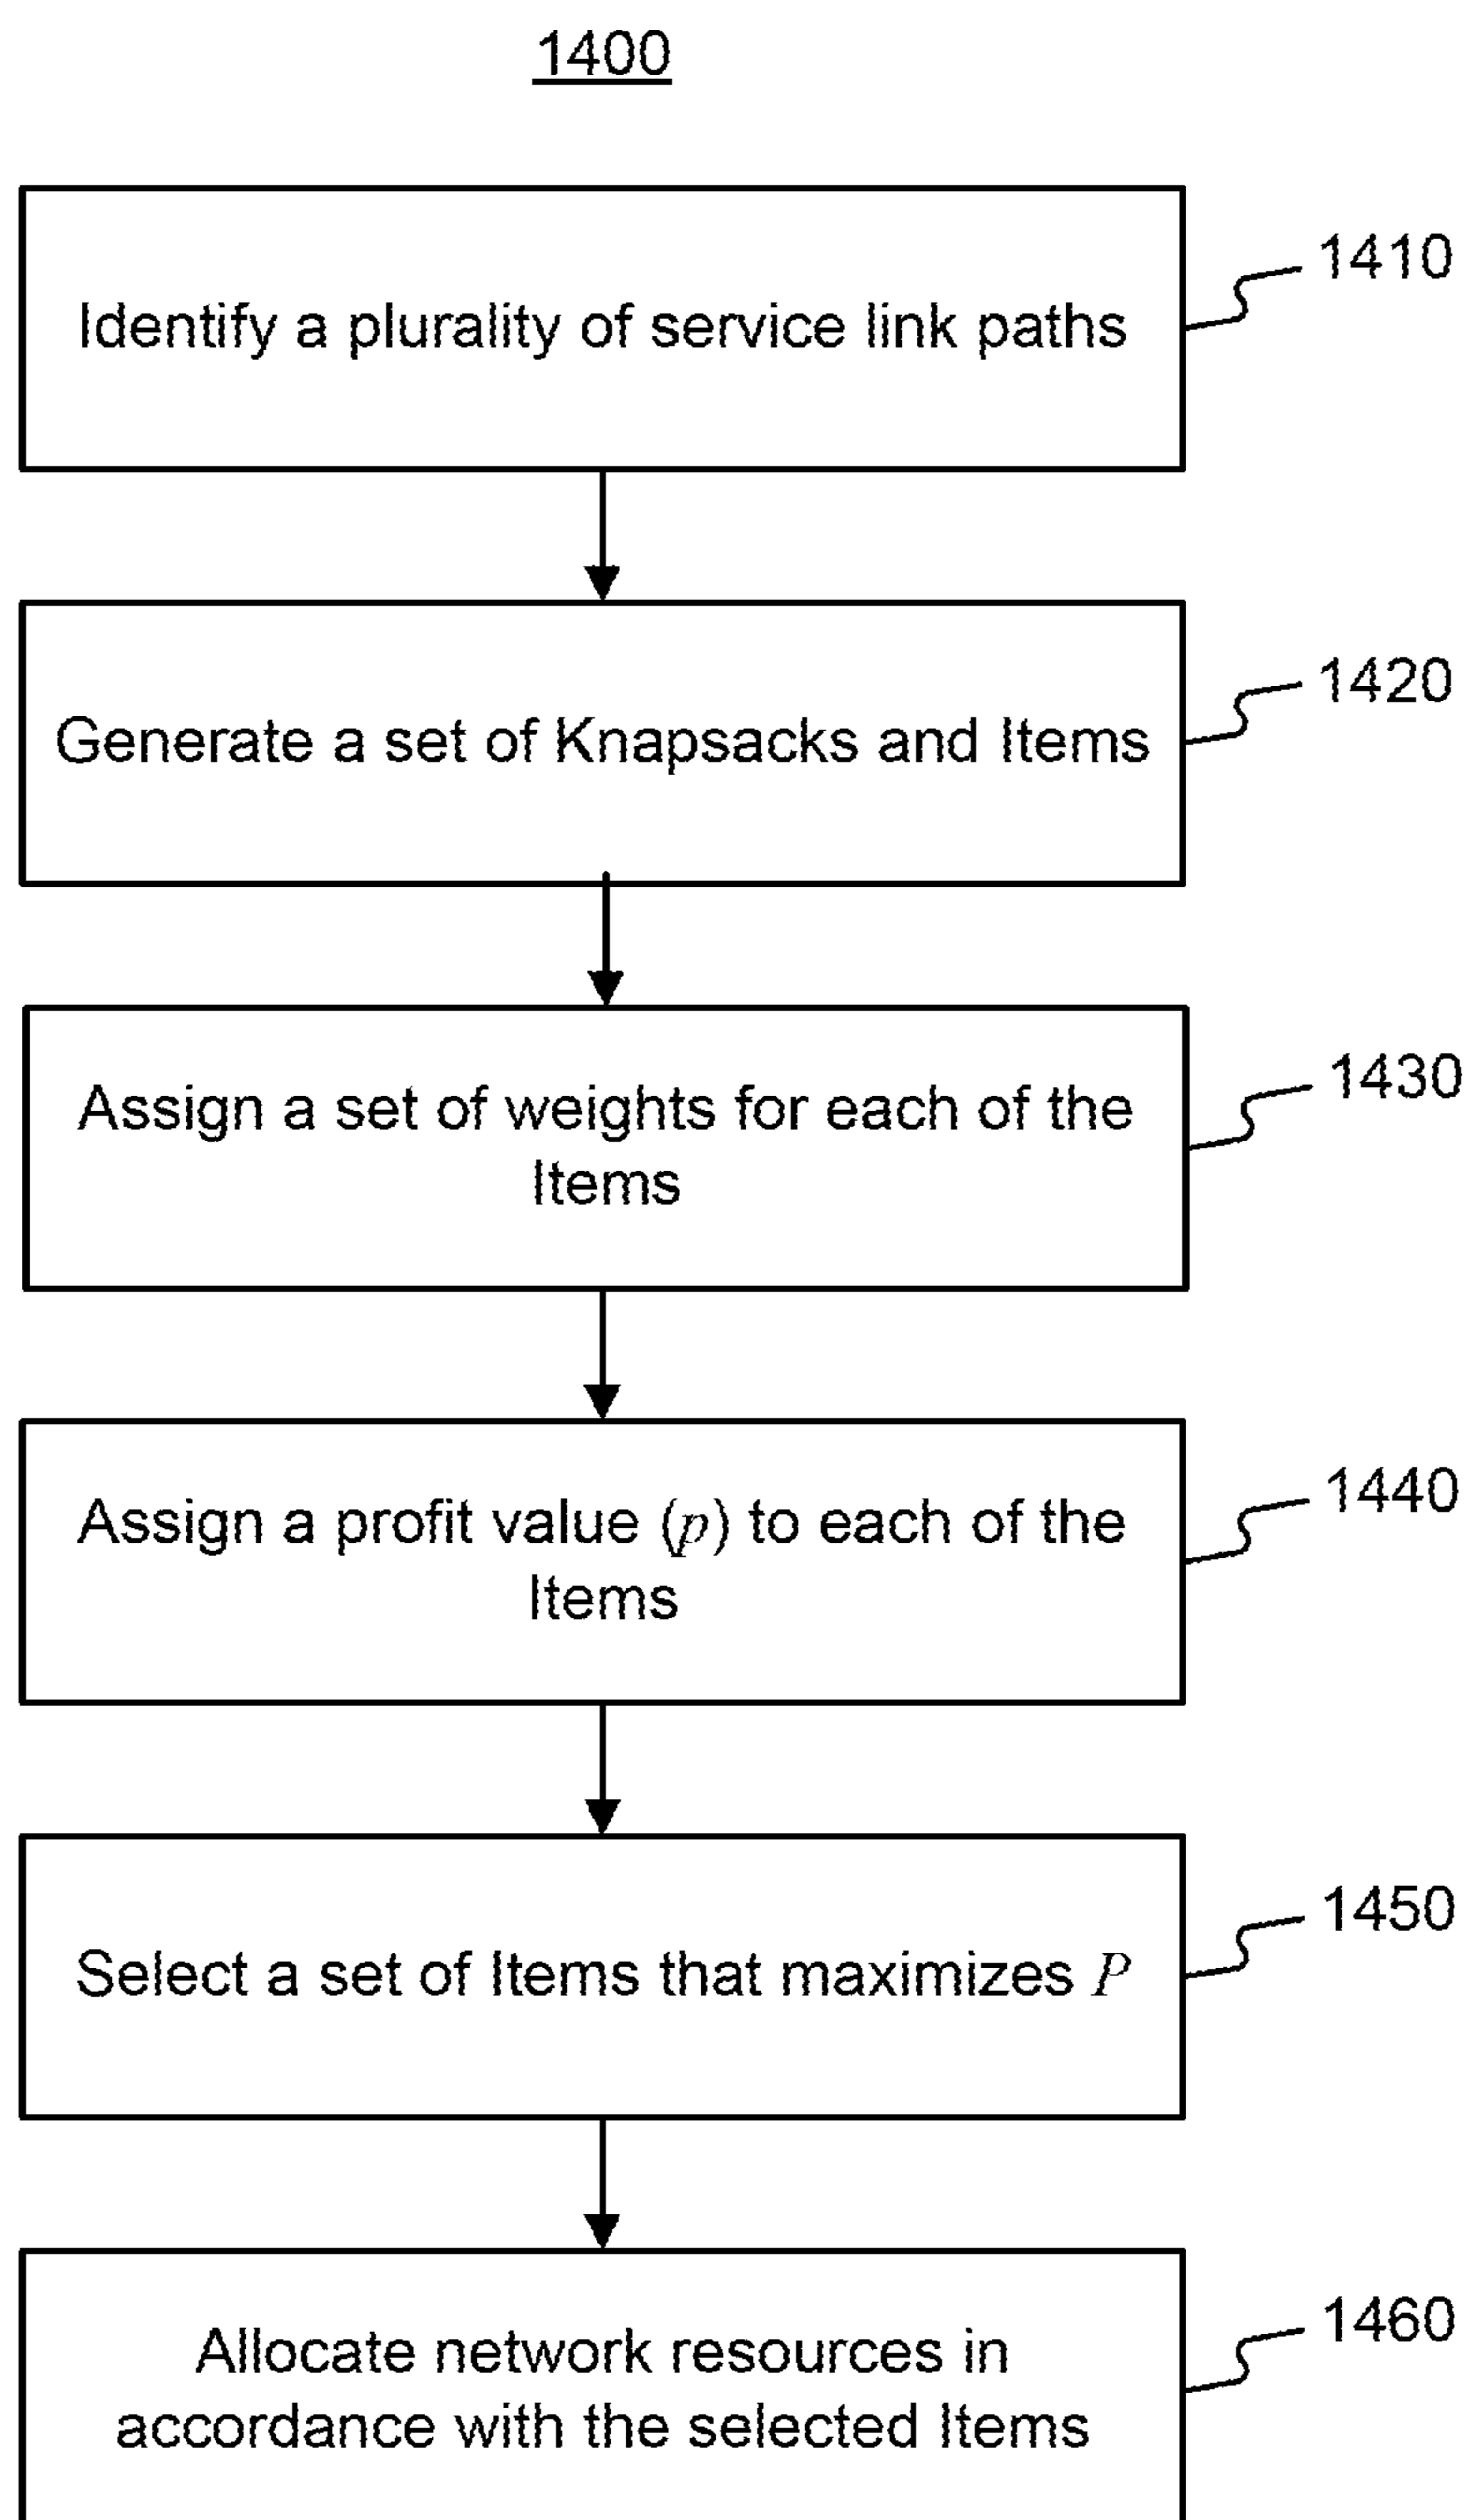 1400
Identify a plurality of service link paths
1410
Generate a set of Knapsacks and Items
1420
Assign a set of weights for each of the
Items
1430
Assign a profit value (p) to each of the
Items
1440
Select a set of Items that maximizes P
1450
Allocate network resources in
accordance with the selected Items
1460